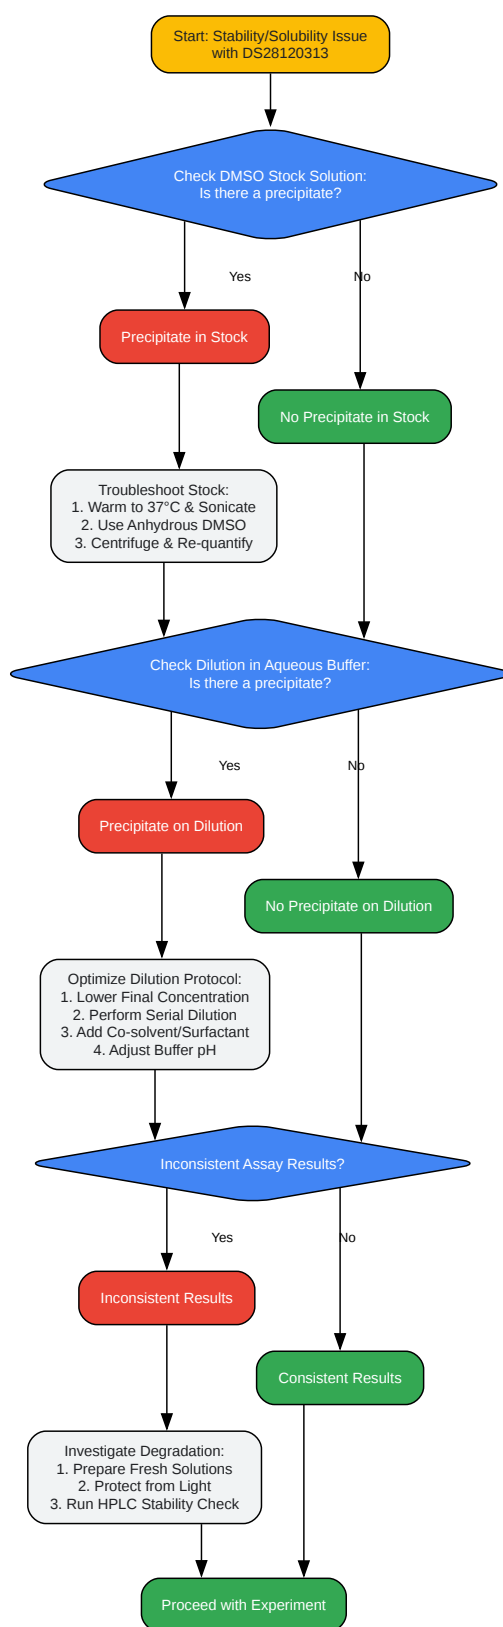 Start: Stability/Solubility Issue
with DS28120313
Check DMSO Stock Solution:
Is there a precipitate?
Yes
No
Precipitate in Stock
No Precipitate in Stock
Troubleshoot Stock:
1. Warm to 37°C & Sonicate
2. Use Anhydrous DMSO
3. Centrifuge & Re-quantify
Check Dilution in Aqueous Buffer:
Is there a precipitate?
Yes
No
Precipitate on Dilution
No Precipitate on Dilution
Optimize Dilution Protocol:
1. Lower Final Concentration
2. Perform Serial Dilution
3. Add Co-solvent/Surfactant
4. Adjust Buffer pH
Inconsistent Assay Results?
Yes
No
Inconsistent Results
Consistent Results
Investigate Degradation:
1. Prepare Fresh Solutions
2. Protect from Light
3. Run HPLC Stability Check
Proceed with Experiment